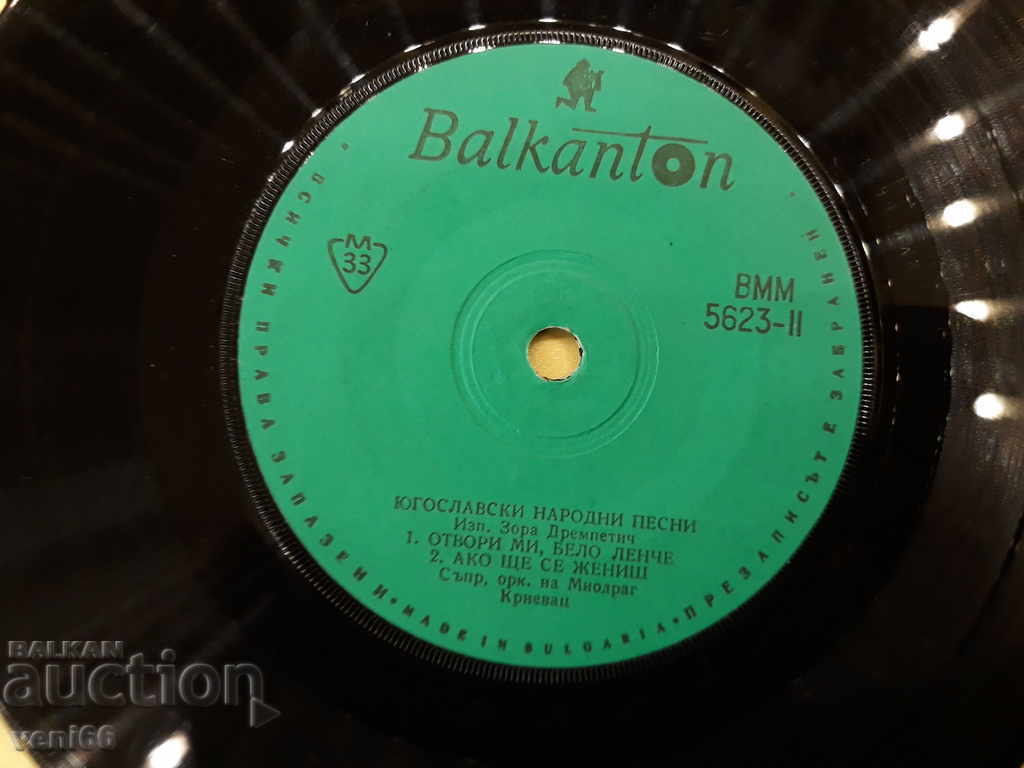 Balkanton
M
33
ВММ
5623-II
ЮГОСЛАВСКИ НАРОДНИ ПЕСНИ
Изп. Зора Дремпетич
1. ОТВОРИ МИ, БЕЛО ЛЕНЧЕ
2. АКО ЩЕ СЕ ЖЕНИШ
Съпр. орк. на Миодраг
Крневац
• ВСИЧКИ ПРАВА ЗАПАЗЕНИ • MADE IN BULGARIA • ПРЕЗАПИСЪТ Е ЗАБРАНЕН •
BALKAN
auction
veni66